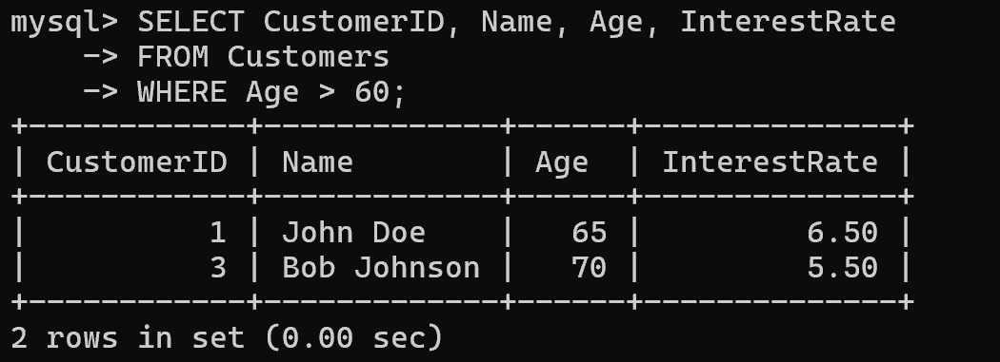 mysql> SELECT CustomerID, Name, Age, InterestRate
    -> FROM Customers
    -> WHERE Age > 60;
+------------+-------------+------+--------------+
| CustomerID | Name        | Age  | InterestRate |
+------------+-------------+------+--------------+
|          1 | John Doe    |   65 |         6.50 |
|          3 | Bob Johnson |   70 |         5.50 |
+------------+-------------+------+--------------+
2 rows in set (0.00 sec)